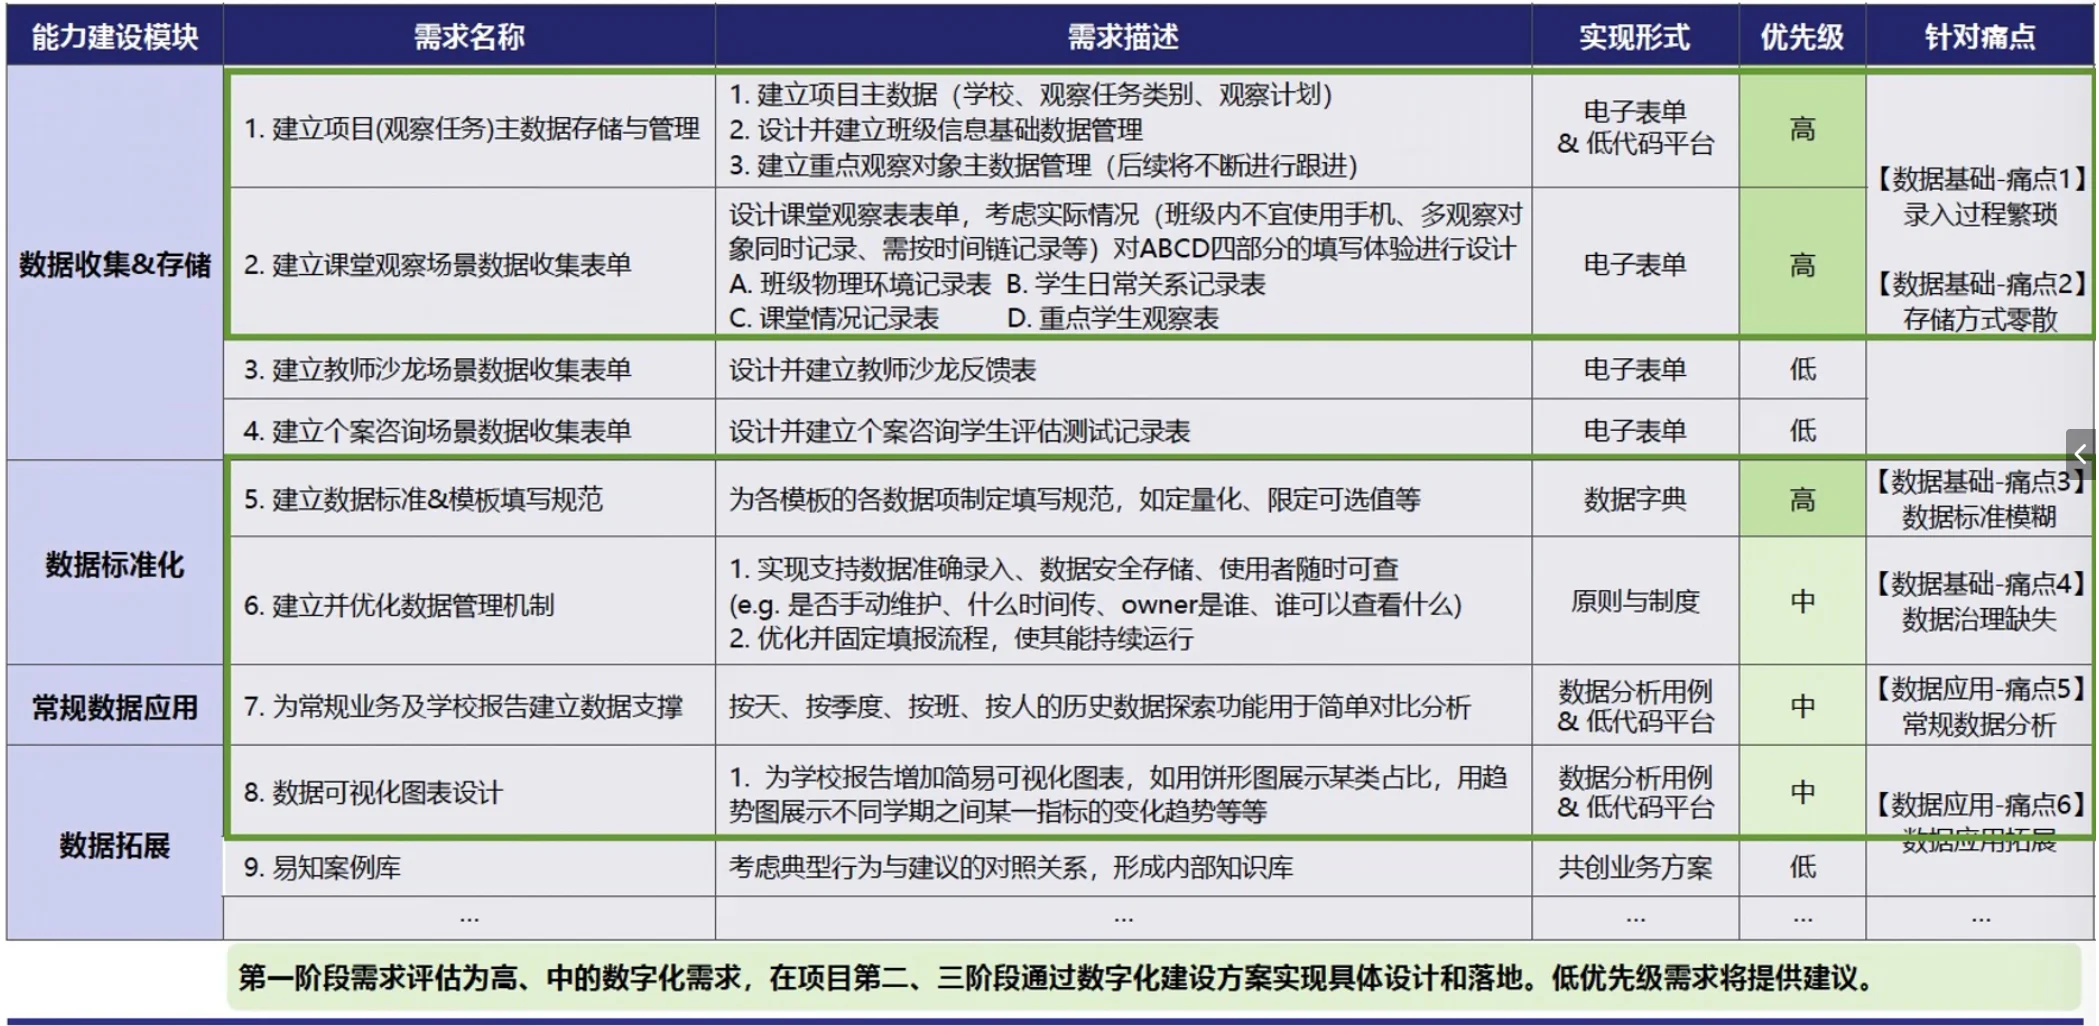 能力建设模块 需求名称 需求描述 实现形式 优先级 针对痛点
数据收集&存储
1. 建立项目(观察任务)主数据存储与管理
1. 建立项目主数据（学校、观察任务类别、观察计划）
2. 设计并建立班级信息基础数据管理
3. 建立重点观察对象主数据管理（后续将不断进行跟进）
电子表单
& 低代码平台
高
【数据基础-痛点1】
录入过程繁琐
2. 建立课堂观察场景数据收集表单
设计课堂观察表表单，考虑实际情况（班级内不宜使用手机、多观察对
象同时记录、需按时间链记录等）对ABCD四部分的填写体验进行设计
A. 班级物理环境记录表 B. 学生日常关系记录表
C. 课堂情况记录表 D. 重点学生观察表
电子表单
高
【数据基础-痛点2】
存储方式零散
3. 建立教师沙龙场景数据收集表单
设计并建立教师沙龙反馈表
电子表单
低
4. 建立个案咨询场景数据收集表单
设计并建立个案咨询学生评估测试记录表
电子表单
低
数据标准化
5. 建立数据标准&模板填写规范
为各模板的各数据项制定填写规范，如定量化、限定可选值等
数据字典
高
【数据基础-痛点3】
数据标准模糊
6. 建立并优化数据管理机制
1. 实现支持数据准确录入、数据安全存储、使用者随时可查
(e.g. 是否手动维护、什么时间传、owner是谁、谁可以查看什么)
2. 优化并固定填报流程，使其能持续运行
原则与制度
中
【数据基础-痛点4】
数据治理缺失
常规数据应用
7. 为常规业务及学校报告建立数据支撑
按天、按季度、按班、按人的历史数据探索功能用于简单对比分析
数据分析用例
& 低代码平台
中
【数据应用-痛点5】
常规数据分析
数据拓展
8. 数据可视化图表设计
1. 为学校报告增加简易可视化图表，如用饼形图展示某类占比，用趋
势图展示不同学期之间某一指标的变化趋势等等
数据分析用例
& 低代码平台
中
【数据应用-痛点6】
数据应用拓展
9. 易知案例库
考虑典型行为与建议的对照关系，形成内部知识库
共创业务方案
低
... ... ... ... ...
第一阶段需求评估为高、中的数字化需求，在项目第二、三阶段通过数字化建设方案实现具体设计和落地。低优先级需求将提供建议。